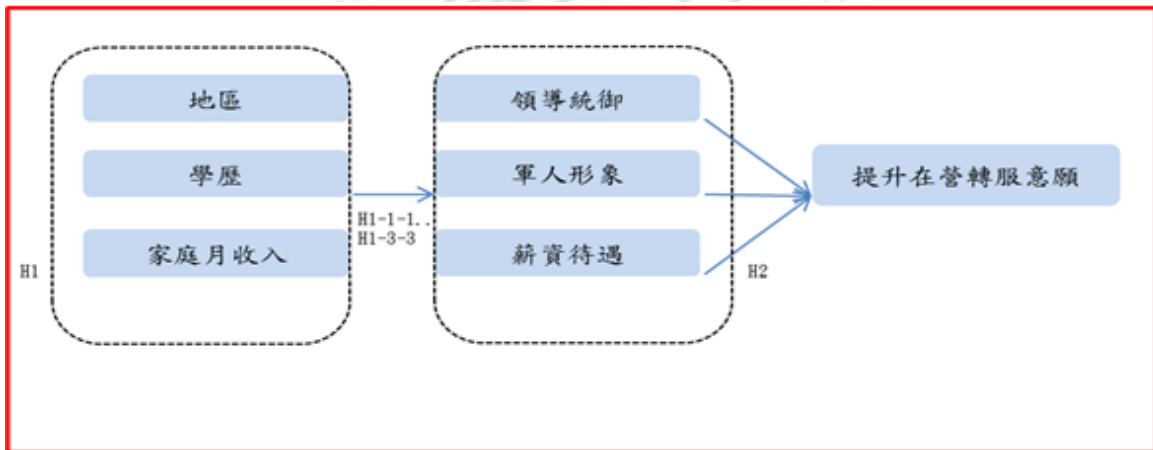 地區
學歷
家庭月收入
H1
H1-1-1..
H1-3-3
領導統御
軍人形象
薪資待遇
H2
提升在營轉服意願